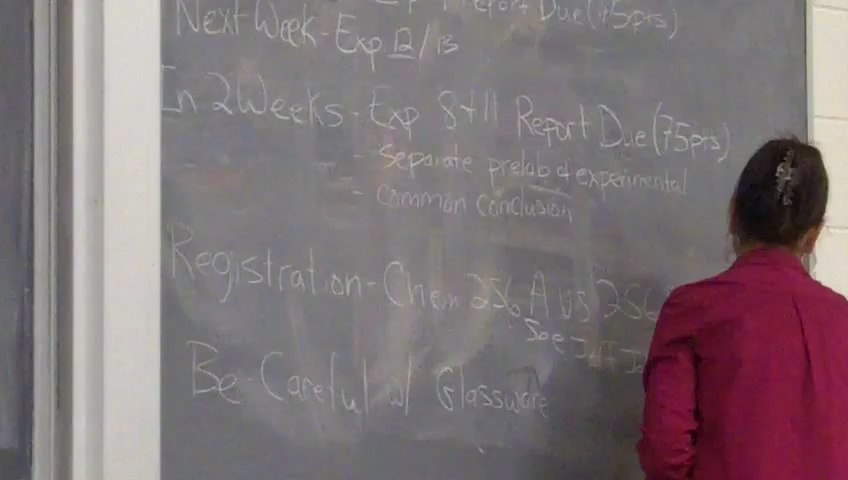 Report Due (75pts)
Next Week - Exp 12/13
In 2 Weeks - Exp 8+11 Report Due (75pts)
- Separate prelab & experimental
- Common conclusion
Registration - Chem 256 A vs 256
See Jeff
Be Careful w/ Glassware